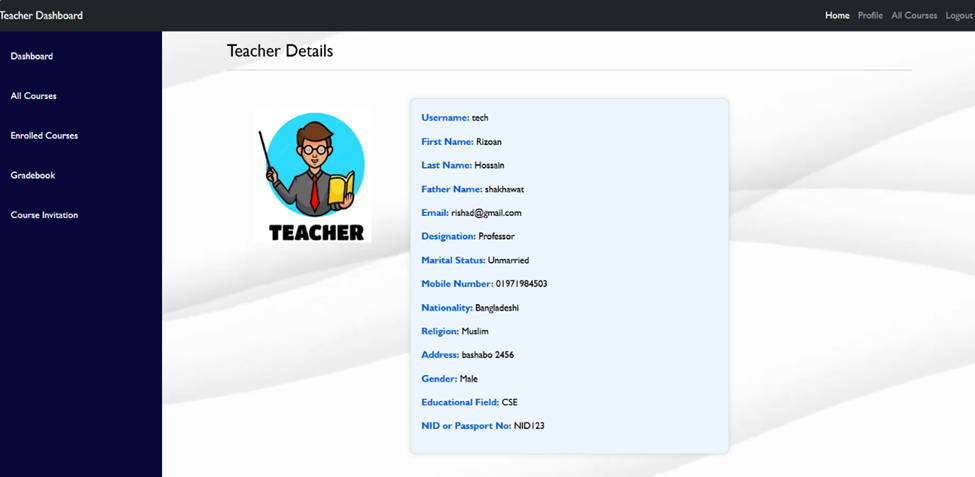 Teacher Dashboard
Home Profile All Courses Logout
Dashboard
All Courses
Enrolled Courses
Gradebook
Course Invitation
Teacher Details
TEACHER
Username: tech
First Name: Rizoan
Last Name: Hossain
Father Name: shakhawat
Email: rishad@gmail.com
Designation: Professor
Marital Status: Unmarried
Mobile Number: 01971984503
Nationality: Bangladeshi
Religion: Muslim
Address: bashabo 2456
Gender: Male
Educational Field: CSE
NID or Passport No: NID123